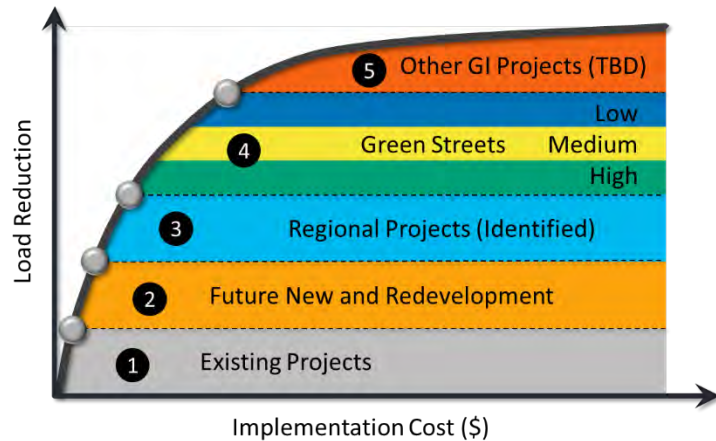 5 Other GI Projects (TBD)
Low
4 Green Streets Medium
High
3 Regional Projects (Identified)
2 Future New and Redevelopment
1 Existing Projects
Load Reduction
Implementation Cost ($)